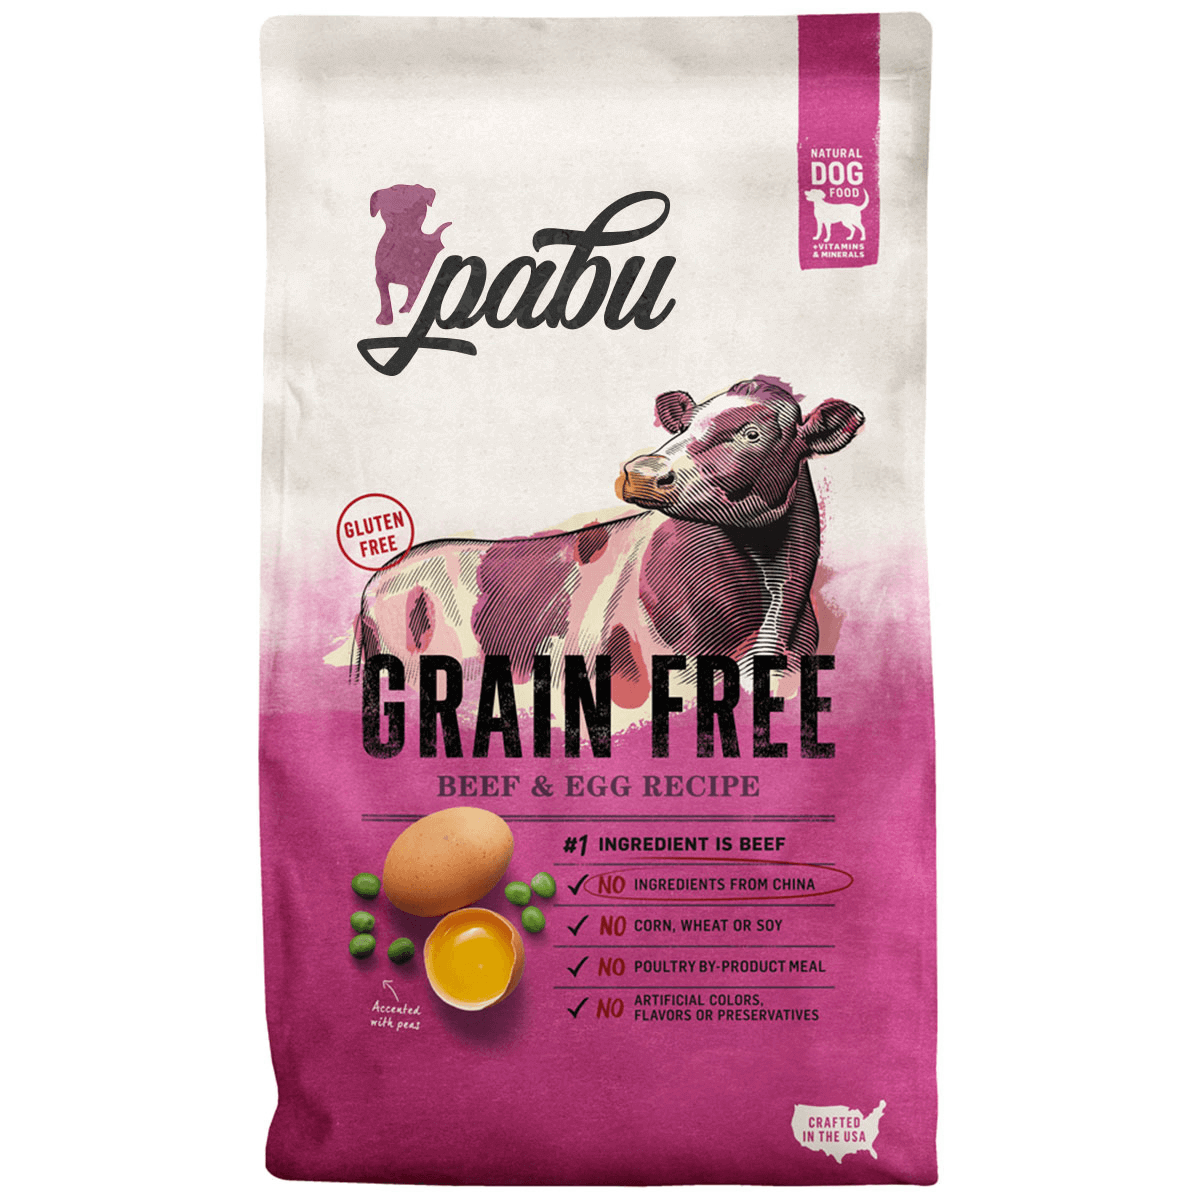 NATURAL
DOG
FOOD
+VITAMINS
& MINERALS
pabu
GLUTEN
FREE
GRAIN FREE
BEEF & EGG RECIPE
#1 INGREDIENT IS BEEF
NO INGREDIENTS FROM CHINA
NO CORN, WHEAT OR SOY
NO POULTRY BY-PRODUCT MEAL
NO ARTIFICIAL COLORS,
FLAVORS OR PRESERVATIVES
Accented
with peas
CRAFTED
IN THE USA